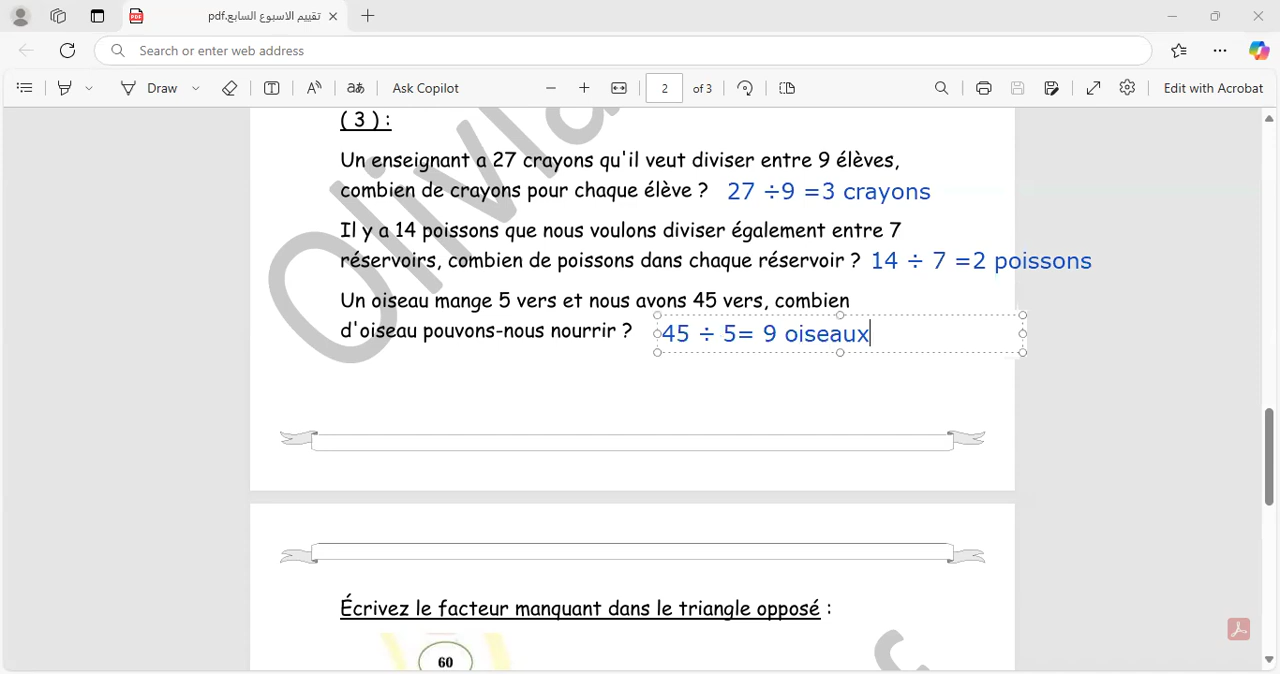 تقييم الاسبوع السابع.pdf
Search or enter web address
Draw
Ask Copilot
2 of 3
Edit with Acrobat
( 3 ) :
Un enseignant a 27 crayons qu'il veut diviser entre 9 élèves,
combien de crayons pour chaque élève ? 27 ÷9 =3 crayons
Il y a 14 poissons que nous voulons diviser également entre 7
réservoirs, combien de poissons dans chaque réservoir ? 14 ÷ 7 =2 poissons
Un oiseau mange 5 vers et nous avons 45 vers, combien
d'oiseau pouvons-nous nourrir ? 45 ÷ 5= 9 oiseaux
Écrivez le facteur manquant dans le triangle opposé :
60